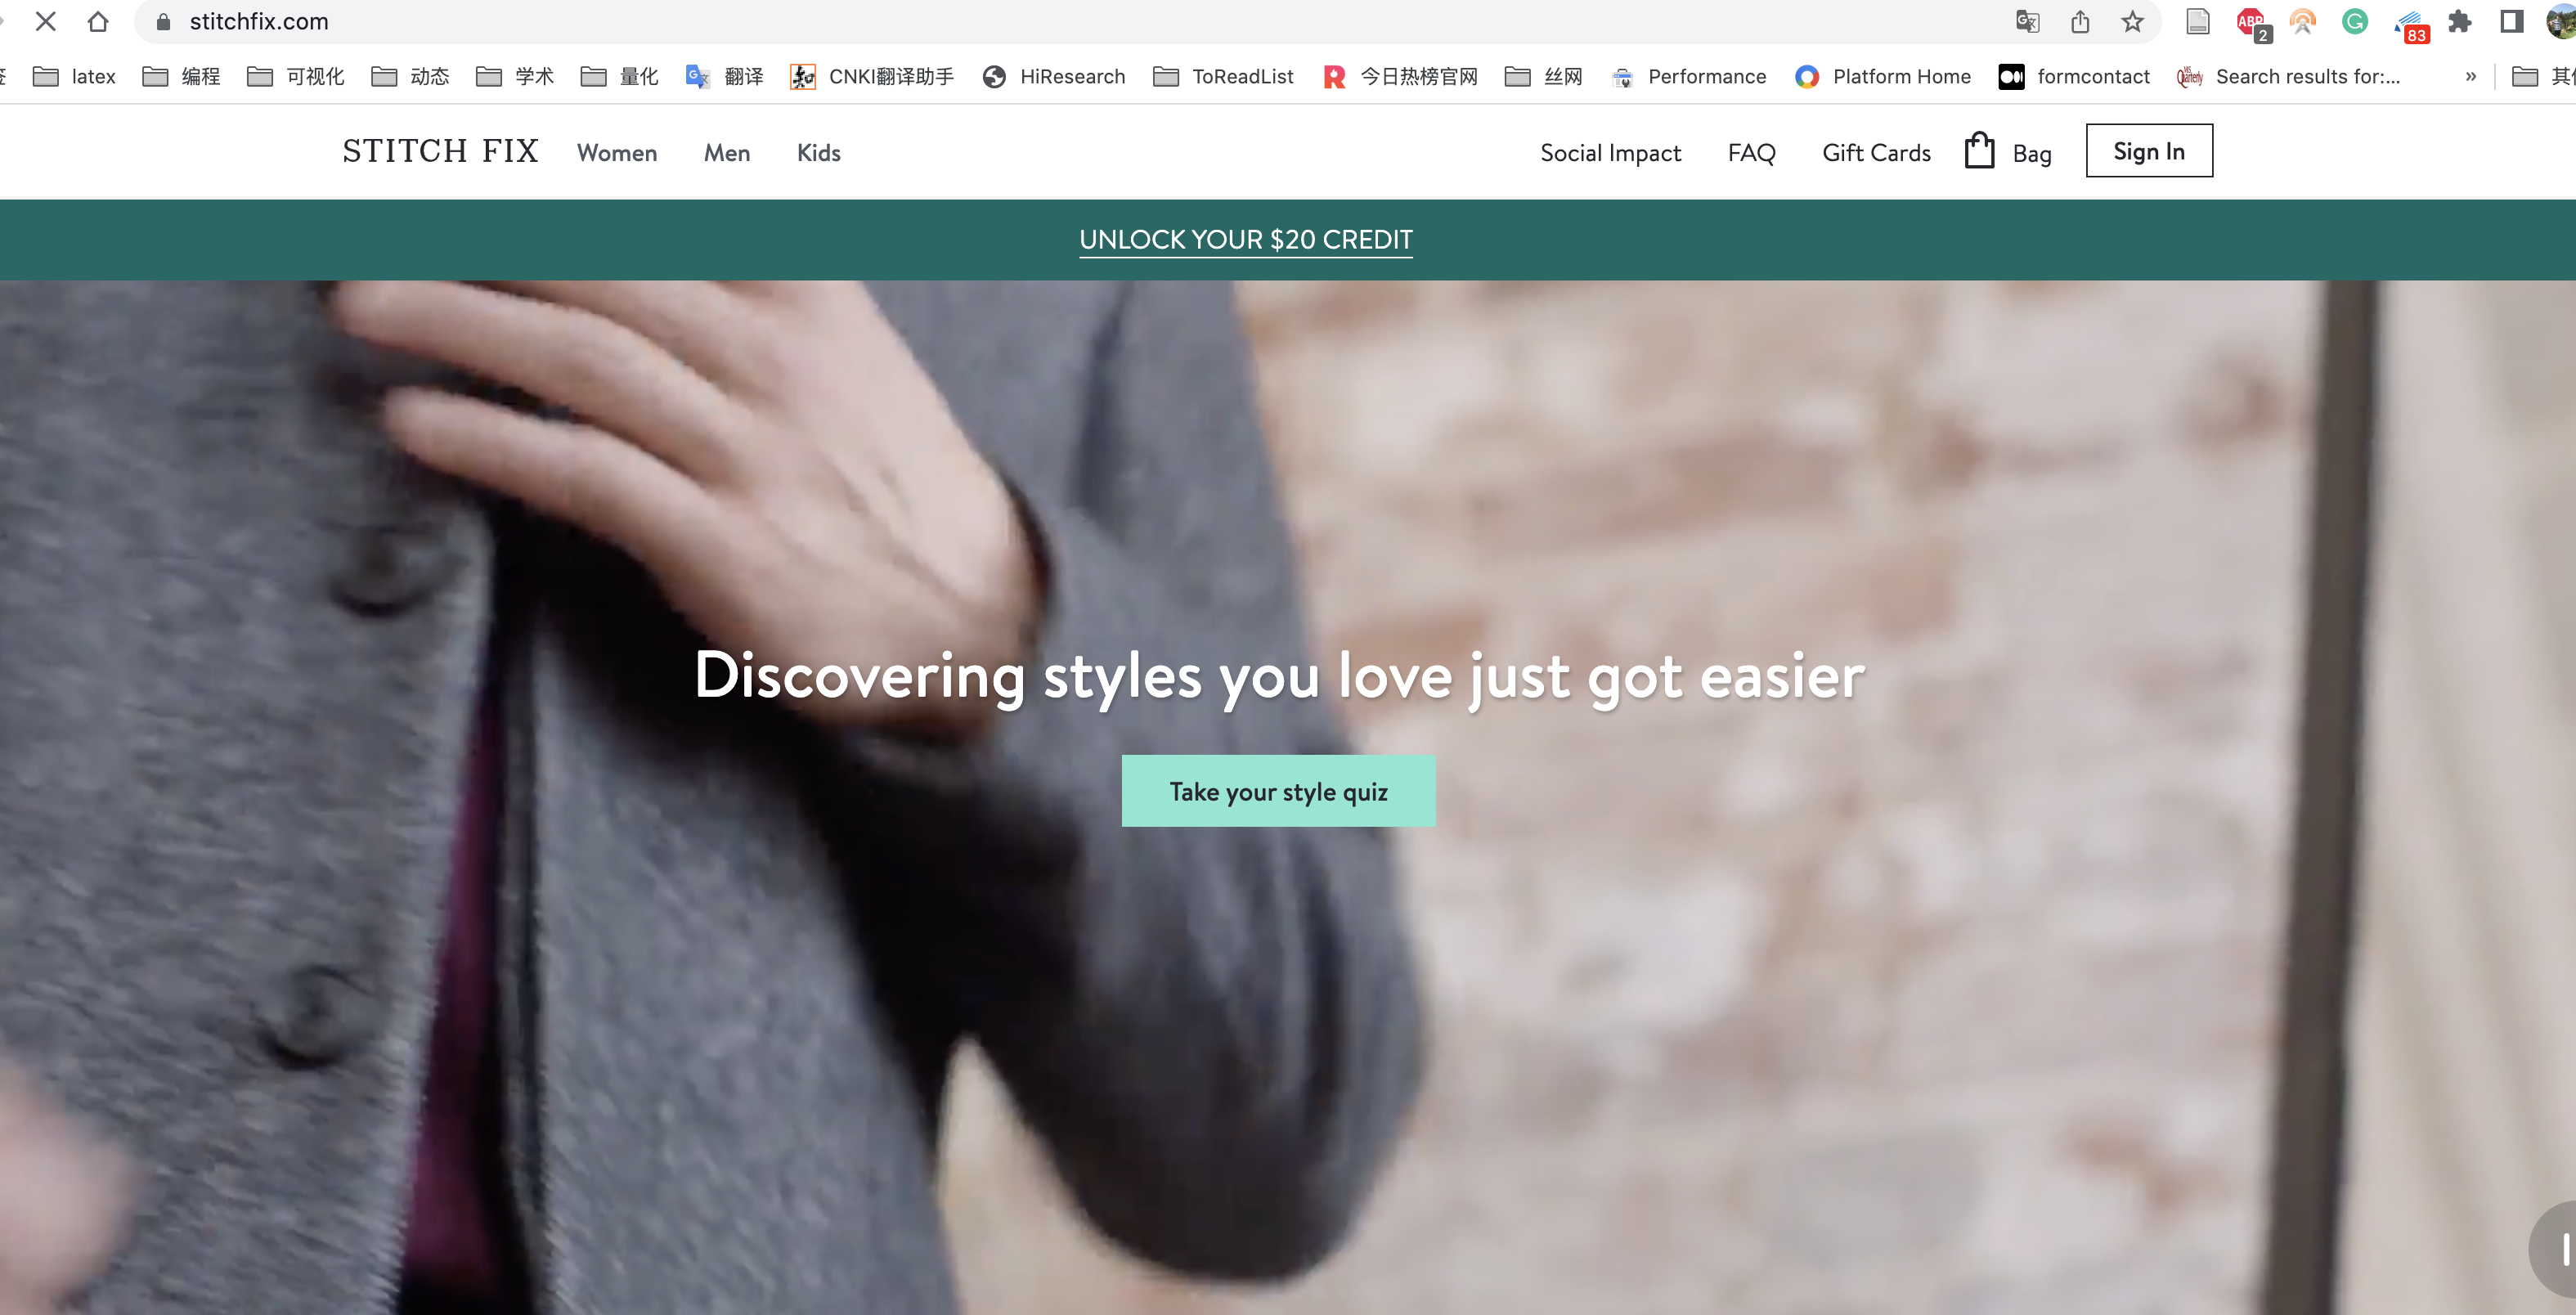 stitchfix.com
ABP 2 G 83
latex 编程 可视化 动态 学术 量化 翻译 CNKI翻译助手 HiResearch ToReadList 今日热榜官网 丝网 Performance Platform Home formcontact Search results for:... »
STITCH FIX Women Men Kids Social Impact FAQ Gift Cards Bag Sign In
UNLOCK YOUR $20 CREDIT
Discovering styles you love just got easier
Take your style quiz